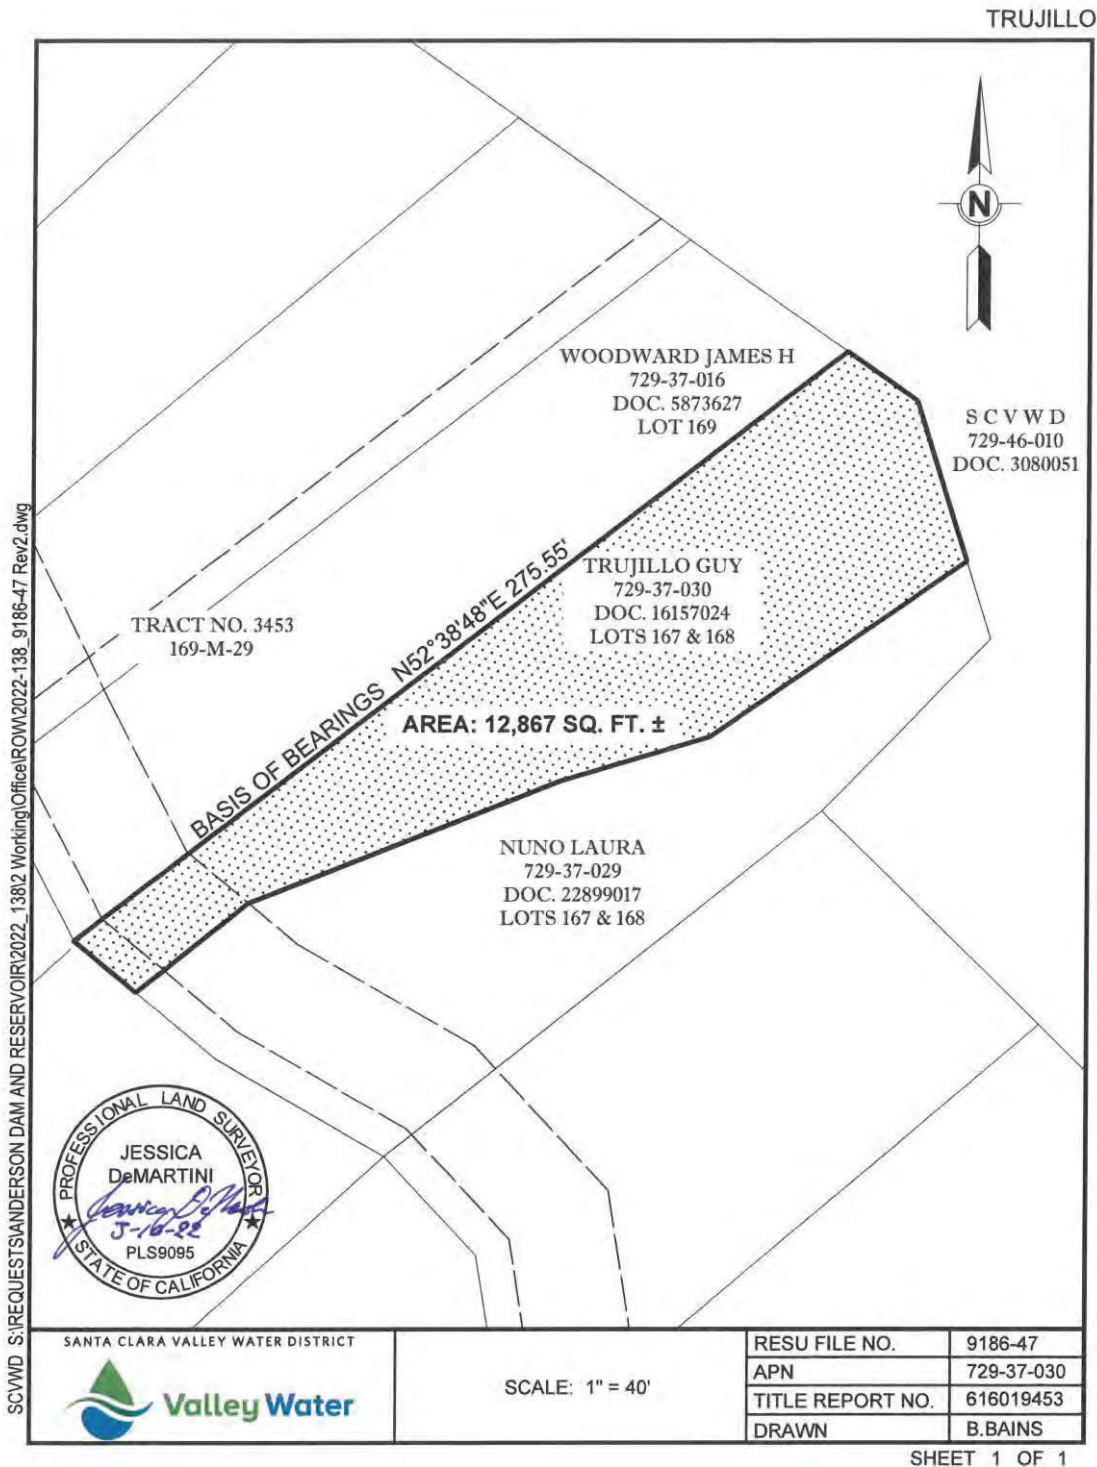 TRUJILLO
N
WOODWARD JAMES H
729-37-016
DOC. 5873627
LOT 169
S C V W D
729-46-010
DOC. 3080051
TRUJILLO GUY
729-37-030
DOC. 16157024
LOTS 167 & 168
BASIS OF BEARINGS N52°38'48"E 275.55'
TRACT NO. 3453
169-M-29
AREA: 12,867 SQ. FT. ±
NUNO LAURA
729-37-029
DOC. 22899017
LOTS 167 & 168
SCVWD S:\REQUESTS\ANDERSON DAM AND RESERVOIR\2022_138\2 Working\Office\ROW\2022-138_9186-47 Rev2.dwg
PROFESSIONAL LAND SURVEYOR
JESSICA
DeMARTINI
PLS9095
STATE OF CALIFORNIA
SANTA CLARA VALLEY WATER DISTRICT
Valley Water
SCALE: 1" = 40'
RESU FILE NO. 9186-47
APN 729-37-030
TITLE REPORT NO. 616019453
DRAWN B.BAINS
SHEET 1 OF 1